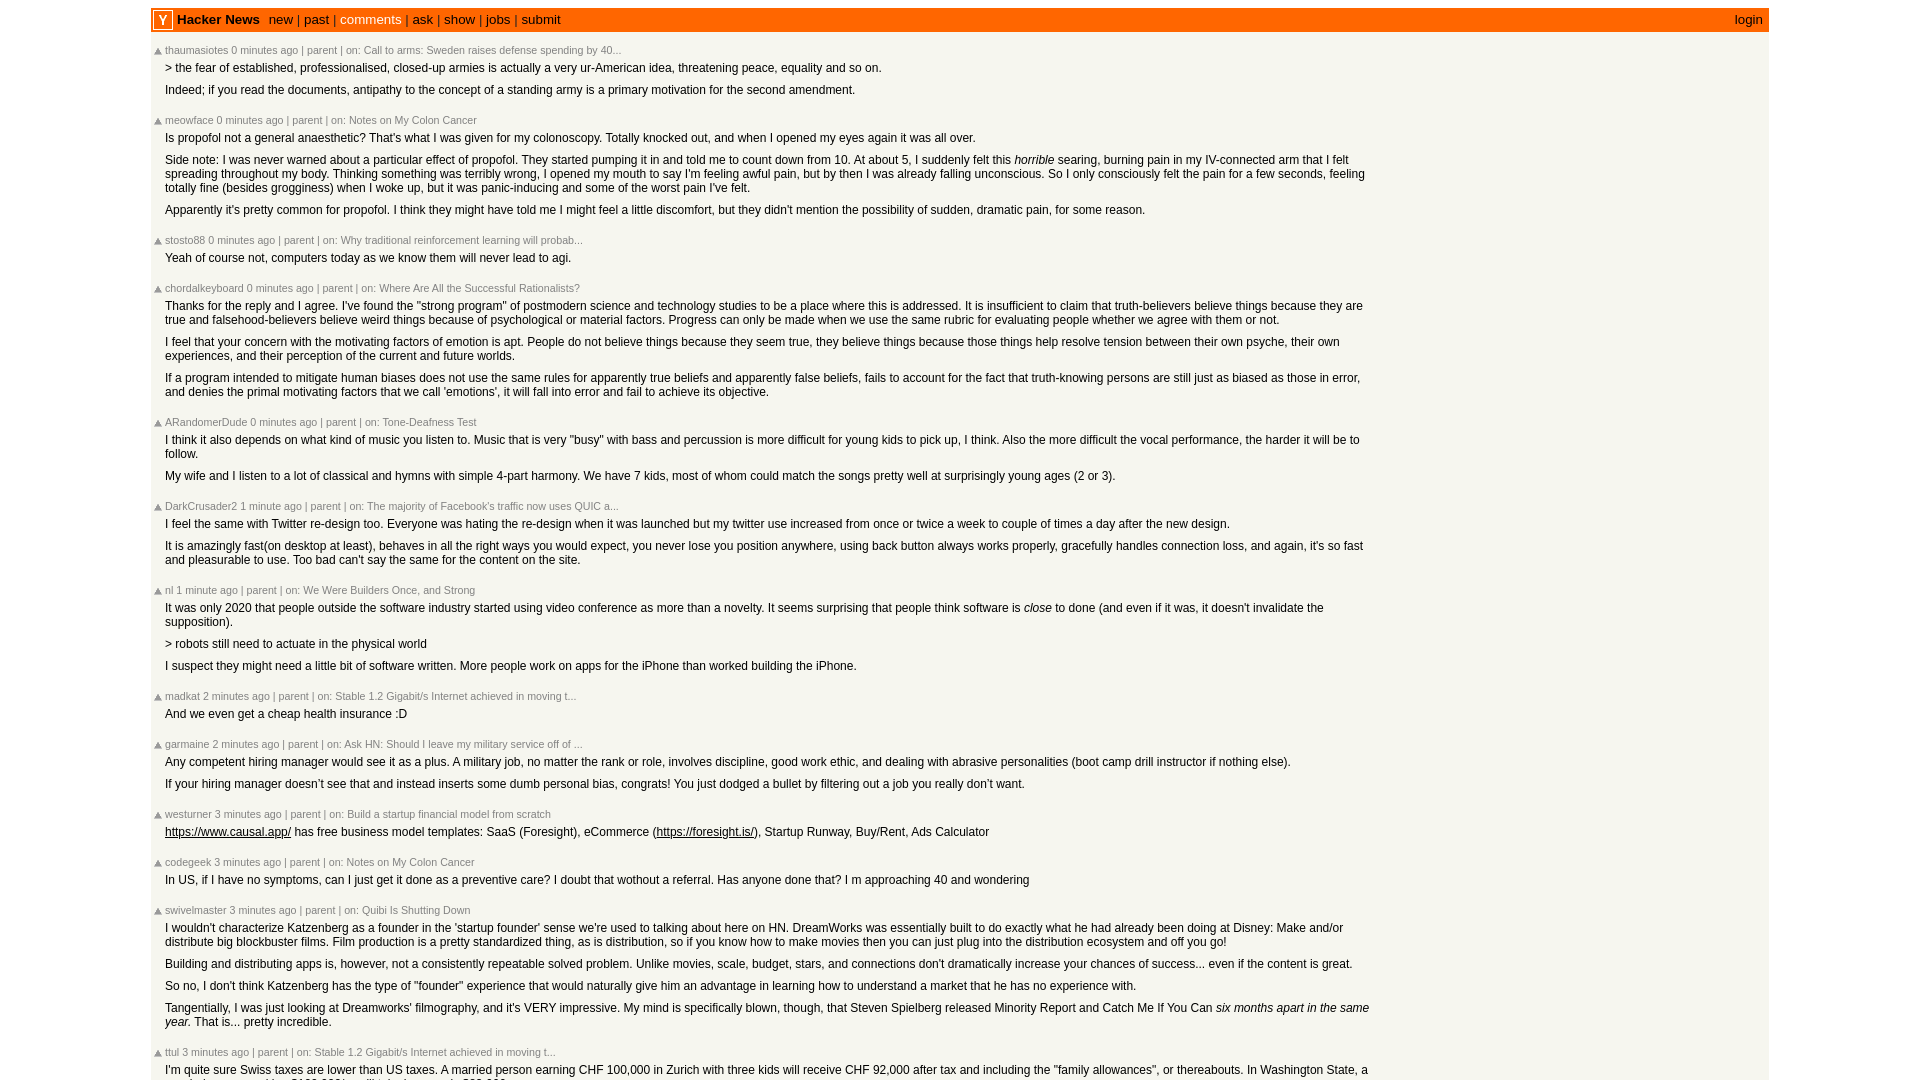 Y Hacker News new | past | comments | ask | show | jobs | submit login
thaumasiotes 0 minutes ago | parent | on: Call to arms: Sweden raises defense spending by 40...
> the fear of established, professionalised, closed-up armies is actually a very ur-American idea, threatening peace, equality and so on.
Indeed; if you read the documents, antipathy to the concept of a standing army is a primary motivation for the second amendment.
meowface 0 minutes ago | parent | on: Notes on My Colon Cancer
Is propofol not a general anaesthetic? That's what I was given for my colonoscopy. Totally knocked out, and when I opened my eyes again it was all over.
Side note: I was never warned about a particular effect of propofol. They started pumping it in and told me to count down from 10. At about 5, I suddenly felt this horrible searing, burning pain in my IV-connected arm that I felt
spreading throughout my body. Thinking something was terribly wrong, I opened my mouth to say I'm feeling awful pain, but by then I was already falling unconscious. So I only consciously felt the pain for a few seconds, feeling
totally fine (besides grogginess) when I woke up, but it was panic-inducing and some of the worst pain I've felt.
Apparently it's pretty common for propofol. I think they might have told me I might feel a little discomfort, but they didn't mention the possibility of sudden, dramatic pain, for some reason.
stosto88 0 minutes ago | parent | on: Why traditional reinforcement learning will probab...
Yeah of course not, computers today as we know them will never lead to agi.
chordalkeyboard 0 minutes ago | parent | on: Where Are All the Successful Rationalists?
Thanks for the reply and I agree. I've found the "strong program" of postmodern science and technology studies to be a place where this is addressed. It is insufficient to claim that truth-believers believe things because they are
true and falsehood-believers believe weird things because of psychological or material factors. Progress can only be made when we use the same rubric for evaluating people whether we agree with them or not.
I feel that your concern with the motivating factors of emotion is apt. People do not believe things because they seem true, they believe things because those things help resolve tension between their own psyche, their own
experiences, and their perception of the current and future worlds.
If a program intended to mitigate human biases does not use the same rules for apparently true beliefs and apparently false beliefs, fails to account for the fact that truth-knowing persons are still just as biased as those in error,
and denies the primal motivating factors that we call 'emotions', it will fall into error and fail to achieve its objective.
ARandomerDude 0 minutes ago | parent | on: Tone-Deafness Test
I think it also depends on what kind of music you listen to. Music that is very "busy" with bass and percussion is more difficult for young kids to pick up, I think. Also the more difficult the vocal performance, the harder it will be to
follow.
My wife and I listen to a lot of classical and hymns with simple 4-part harmony. We have 7 kids, most of whom could match the songs pretty well at surprisingly young ages (2 or 3).
DarkCrusader2 1 minute ago | parent | on: The majority of Facebook's traffic now uses QUIC a...
I feel the same with Twitter re-design too. Everyone was hating the re-design when it was launched but my twitter use increased from once or twice a week to couple of times a day after the new design.
It is amazingly fast(on desktop at least), behaves in all the right ways you would expect, you never lose you position anywhere, using back button always works properly, gracefully handles connection loss, and again, it's so fast
and pleasurable to use. Too bad can't say the same for the content on the site.
nl 1 minute ago | parent | on: We Were Builders Once, and Strong
It was only 2020 that people outside the software industry started using video conference as more than a novelty. It seems surprising that people think software is close to done (and even if it was, it doesn't invalidate the
supposition).
> robots still need to actuate in the physical world
I suspect they might need a little bit of software written. More people work on apps for the iPhone than worked building the iPhone.
madkat 2 minutes ago | parent | on: Stable 1.2 Gigabit/s Internet achieved in moving t...
And we even get a cheap health insurance :D
garmaine 2 minutes ago | parent | on: Ask HN: Should I leave my military service off of ...
Any competent hiring manager would see it as a plus. A military job, no matter the rank or role, involves discipline, good work ethic, and dealing with abrasive personalities (boot camp drill instructor if nothing else).
If your hiring manager doesn’t see that and instead inserts some dumb personal bias, congrats! You just dodged a bullet by filtering out a job you really don’t want.
westurner 3 minutes ago | parent | on: Build a startup financial model from scratch
https://www.causal.app/ has free business model templates: SaaS (Foresight), eCommerce (https://foresight.is/), Startup Runway, Buy/Rent, Ads Calculator
codegeek 3 minutes ago | parent | on: Notes on My Colon Cancer
In US, if I have no symptoms, can I just get it done as a preventive care? I doubt that wothout a referral. Has anyone done that? I m approaching 40 and wondering
swivelmaster 3 minutes ago | parent | on: Quibi Is Shutting Down
I wouldn't characterize Katzenberg as a founder in the 'startup founder' sense we're used to talking about here on HN. DreamWorks was essentially built to do exactly what he had already been doing at Disney: Make and/or
distribute big blockbuster films. Film production is a pretty standardized thing, as is distribution, so if you know how to make movies then you can just plug into the distribution ecosystem and off you go!
Building and distributing apps is, however, not a consistently repeatable solved problem. Unlike movies, scale, budget, stars, and connections don't dramatically increase your chances of success... even if the content is great.
So no, I don't think Katzenberg has the type of "founder" experience that would naturally give him an advantage in learning how to understand a market that he has no experience with.
Tangentially, I was just looking at Dreamworks' filmography, and it's VERY impressive. My mind is specifically blown, though, that Steven Spielberg released Minority Report and Catch Me If You Can six months apart in the same
year. That is... pretty incredible.
ttul 3 minutes ago | parent | on: Stable 1.2 Gigabit/s Internet achieved in moving t...
I'm quite sure Swiss taxes are lower than US taxes. A married person earning CHF 100,000 in Zurich with three kids will receive CHF 92,000 after tax and including the "family allowances", or thereabouts. In Washington State, a